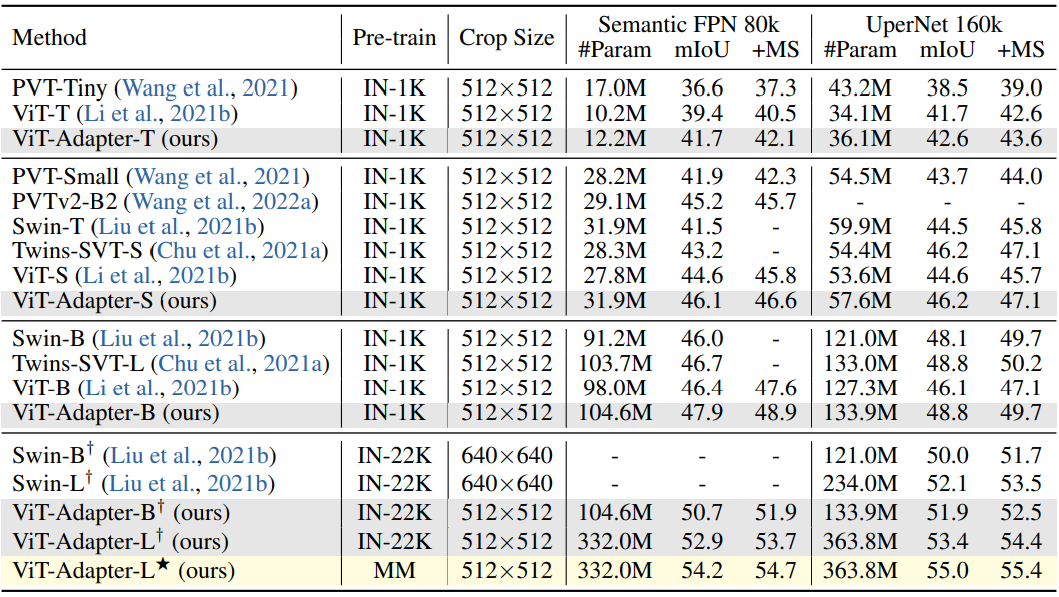 Method Pre-train Crop Size Semantic FPN 80k UperNet 160k
#Param mIoU +MS #Param mIoU +MS
PVT-Tiny (Wang et al., 2021) IN-1K 512×512 17.0M 36.6 37.3 43.2M 38.5 39.0
ViT-T (Li et al., 2021b) IN-1K 512×512 10.2M 39.4 40.5 34.1M 41.7 42.6
ViT-Adapter-T (ours) IN-1K 512×512 12.2M 41.7 42.1 36.1M 42.6 43.6
PVT-Small (Wang et al., 2021) IN-1K 512×512 28.2M 41.9 42.3 54.5M 43.7 44.0
PVTv2-B2 (Wang et al., 2022a) IN-1K 512×512 29.1M 45.2 45.7 - - -
Swin-T (Liu et al., 2021b) IN-1K 512×512 31.9M 41.5 - 59.9M 44.5 45.8
Twins-SVT-S (Chu et al., 2021a) IN-1K 512×512 28.3M 43.2 - 54.4M 46.2 47.1
ViT-S (Li et al., 2021b) IN-1K 512×512 27.8M 44.6 45.8 53.6M 44.6 45.7
ViT-Adapter-S (ours) IN-1K 512×512 31.9M 46.1 46.6 57.6M 46.2 47.1
Swin-B (Liu et al., 2021b) IN-1K 512×512 91.2M 46.0 - 121.0M 48.1 49.7
Twins-SVT-L (Chu et al., 2021a) IN-1K 512×512 103.7M 46.7 - 133.0M 48.8 50.2
ViT-B (Li et al., 2021b) IN-1K 512×512 98.0M 46.4 47.6 127.3M 46.1 47.1
ViT-Adapter-B (ours) IN-1K 512×512 104.6M 47.9 48.9 133.9M 48.8 49.7
Swin-B† (Liu et al., 2021b) IN-22K 640×640 - - - 121.0M 50.0 51.7
Swin-L† (Liu et al., 2021b) IN-22K 640×640 - - - 234.0M 52.1 53.5
ViT-Adapter-B† (ours) IN-22K 512×512 104.6M 50.7 51.9 133.9M 51.9 52.5
ViT-Adapter-L† (ours) IN-22K 512×512 332.0M 52.9 53.7 363.8M 53.4 54.4
ViT-Adapter-L★ (ours) MM 512×512 332.0M 54.2 54.7 363.8M 55.0 55.4